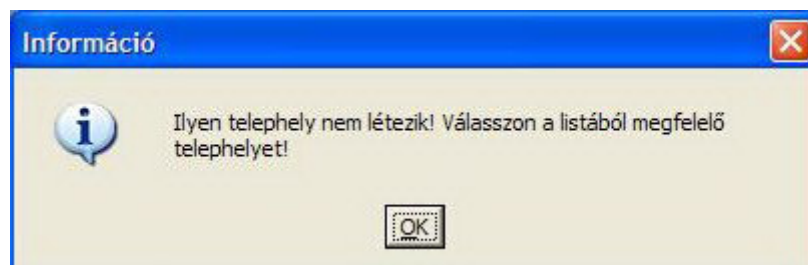 Információ
Ilyen telephely nem létezik! Válasszon a listából megfelelő
telephelyet!
OK